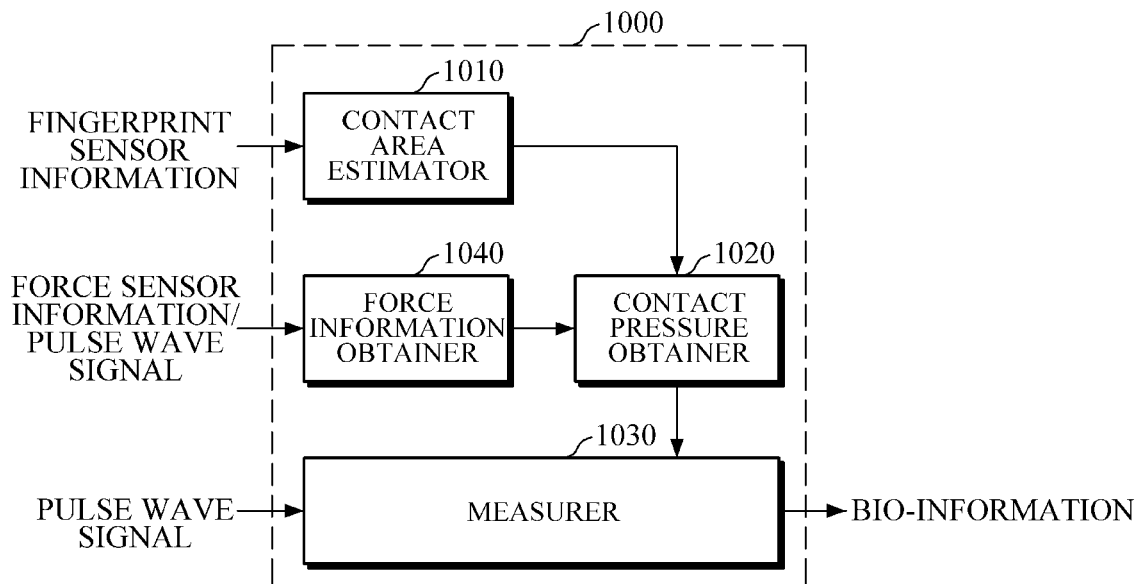 1000
1010
FINGERPRINT
SENSOR
INFORMATION
CONTACT
AREA
ESTIMATOR
1040
1020
FORCE SENSOR
INFORMATION/
PULSE WAVE
SIGNAL
FORCE
INFORMATION
OBTAINER
CONTACT
PRESSURE
OBTAINER
1030
PULSE WAVE
SIGNAL
MEASURER
BIO-INFORMATION